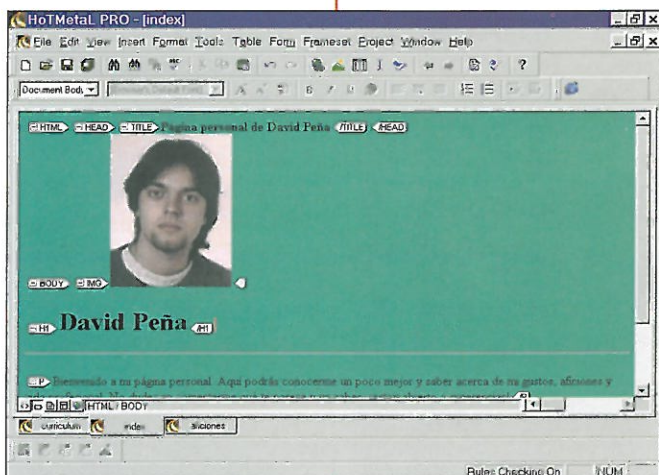 HoTMetaL PRO - [index]
File Edit View Insert Format Tools Table Form Frameset Project Window Help
Document Body
HTML HEAD TITLE Página personal de David Peña /TITLE /HEAD
BODY IMG
H1 David Peña /H1
P Bienvenido a mi página personal. Aquí podrás conocerme un poco mejor y saber acerca de mi gustos, aficiones y
HTML / BODY
curriculum index aficiones
Rules Checking On NUM